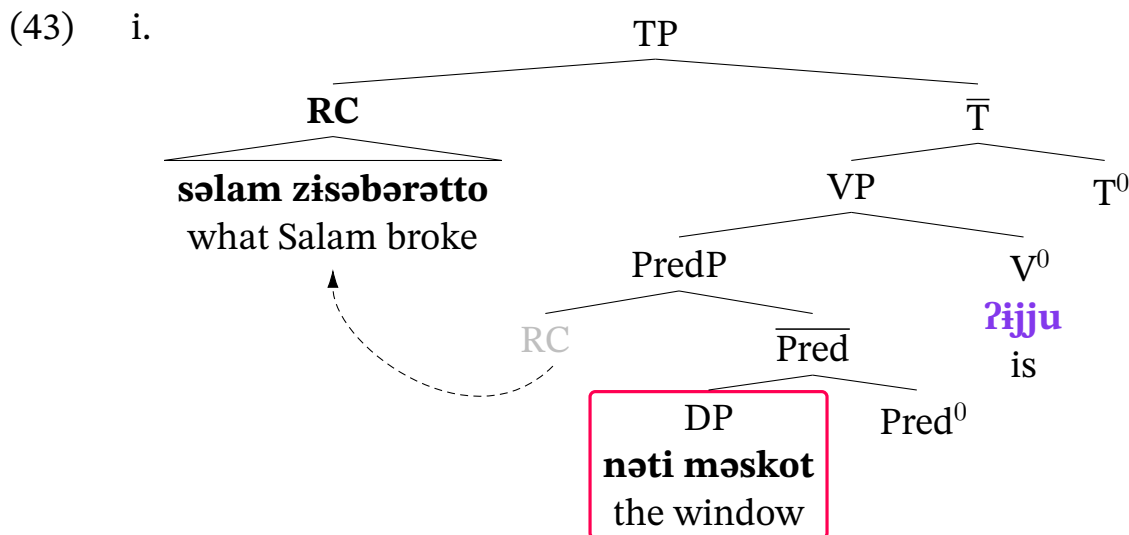 (43) i. TP
RC T̅
səlam zɨsəbərətto VP T⁰
what Salam broke
PredP V⁰
ʔɨjju
RC P̅r̅e̅d̅ is
DP Pred⁰
nəti məskot
the window